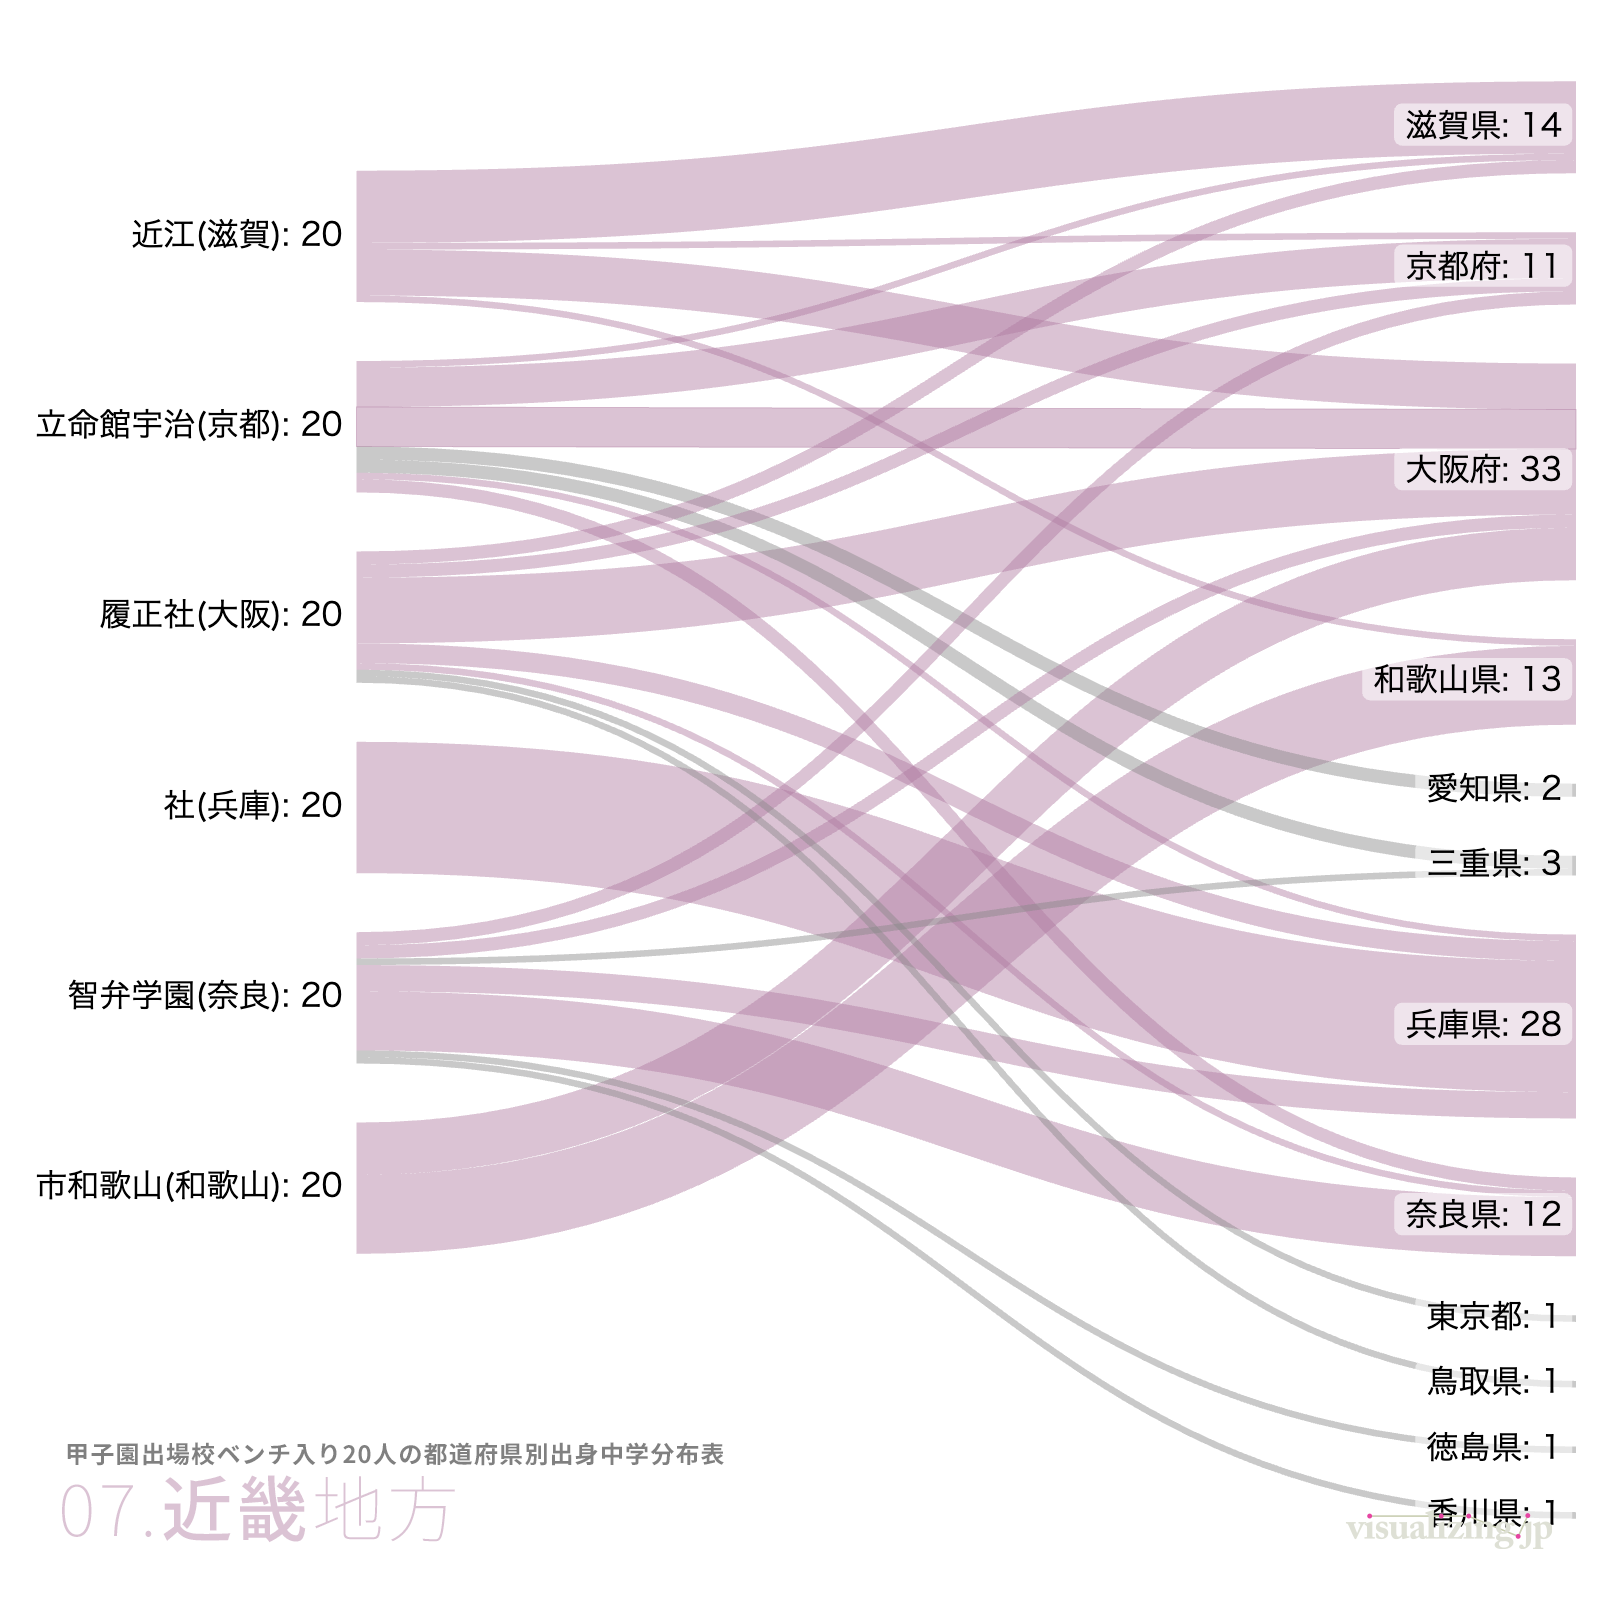 近江(滋賀): 20
立命館宇治(京都): 20
履正社(大阪): 20
社(兵庫): 20
智弁学園(奈良): 20
市和歌山(和歌山): 20
滋賀県: 14
京都府: 11
大阪府: 33
和歌山県: 13
愛知県: 2
三重県: 3
兵庫県: 28
奈良県: 12
東京都: 1
鳥取県: 1
徳島県: 1
香川県: 1
甲子園出場校ベンチ入り20人の都道府県別出身中学分布表
07.近畿地方
visualizing.jp